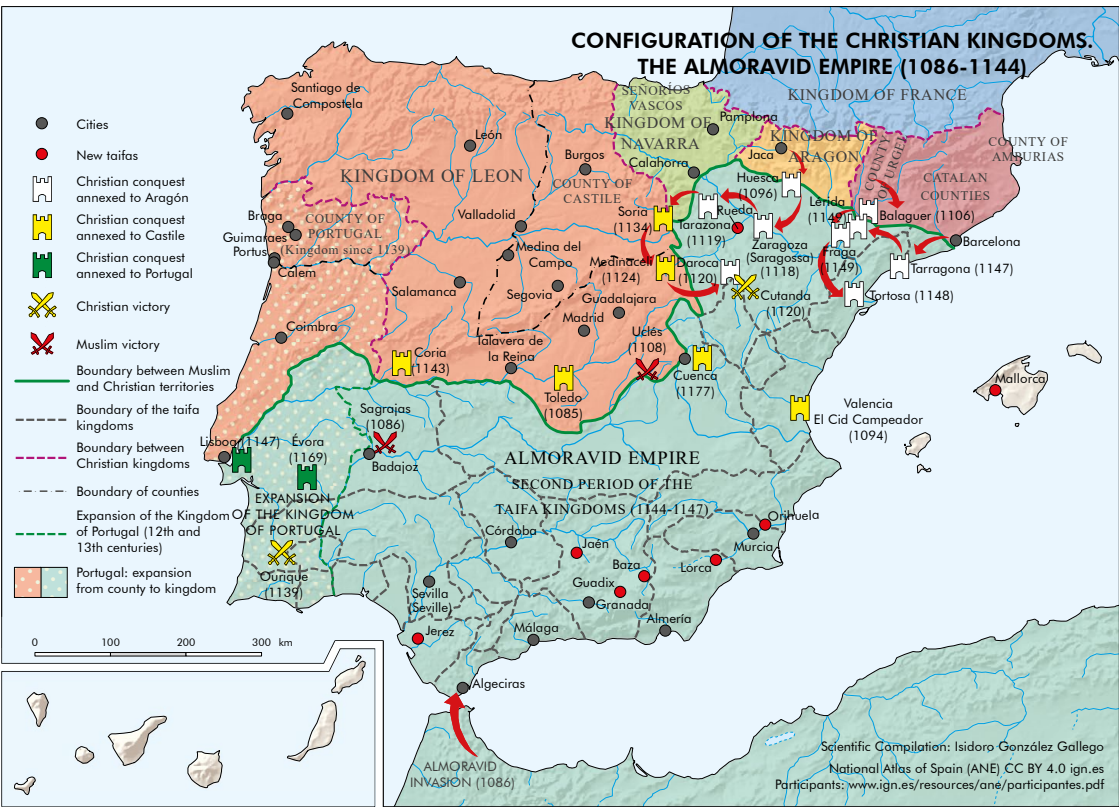 CONFIGURATION OF THE CHRISTIAN KINGDOMS.
THE ALMORAVID EMPIRE (1086-1144)
Cities
New taifas
Christian conquest
annexed to Aragón
Christian conquest
annexed to Castile
Christian conquest
annexed to Portugal
Christian victory
Muslim victory
Boundary between Muslim
and Christian territories
Boundary of the taifa
kingdoms
Boundary between
Christian kingdoms
Boundary of counties
Expansion of the Kingdom
of Portugal (12th and
13th centuries)
Portugal: expansion
from county to kingdom
0 100 200 300 km
Santiago de
Compostela
León
KINGDOM OF LEON
Burgos
COUNTY OF
CASTILE
SEÑORÍOS
VASCOS
KINGDOM OF
NAVARRA
Pamplona
Calahorra
KINGDOM OF FRANCE
KINGDOM OF
ARAGON
Jaca
Huesca
(1096)
COUNTY
OF URGEL
COUNTY OF
AMPURIAS
CATALAN
COUNTIES
Braga
Guimaraes
Portus
Calem
COUNTY OF
PORTUGAL
(Kingdom since 1139)
Valladolid
Medina del
Campo
Salamanca
Segovia
Guadalajara
Madrid
Talavera de
la Reina
Soria
(1134)
Tarazona
(1119)
Rueda
Zaragoza
(Saragossa)
(1118)
Lerida
(1149)
Balaguer (1106)
Barcelona
Fraga
(1149)
Tarragona (1147)
Tortosa (1148)
Medinaceli
(1124)
Daroca
(1120)
Cutanda
(1120)
Coimbra
Coria
(1143)
Toledo
(1085)
Uclés
(1108)
Cuenca
(1177)
Valencia
El Cid Campeador
(1094)
Mallorca
Lisboa (1147)
Évora
(1169)
Sagrajas
(1086)
Badajoz
EXPANSION
OF THE KINGDOM
OF PORTUGAL
Ourique
(1139)
ALMORAVID EMPIRE
SECOND PERIOD OF THE
TAIFA KINGDOMS (1144-1147)
Córdoba
Jaén
Baza
Guadix
Granada
Orihuela
Murcia
Lorca
Almería
Sevilla
(Seville)
Jerez
Málaga
Algeciras
ALMORAVID
INVASION (1086)
Scientific Compilation: Isidoro González Gallego
National Atlas of Spain (ANE) CC BY 4.0 ign.es
Participants: www.ign.es/resources/ane/participantes.pdf